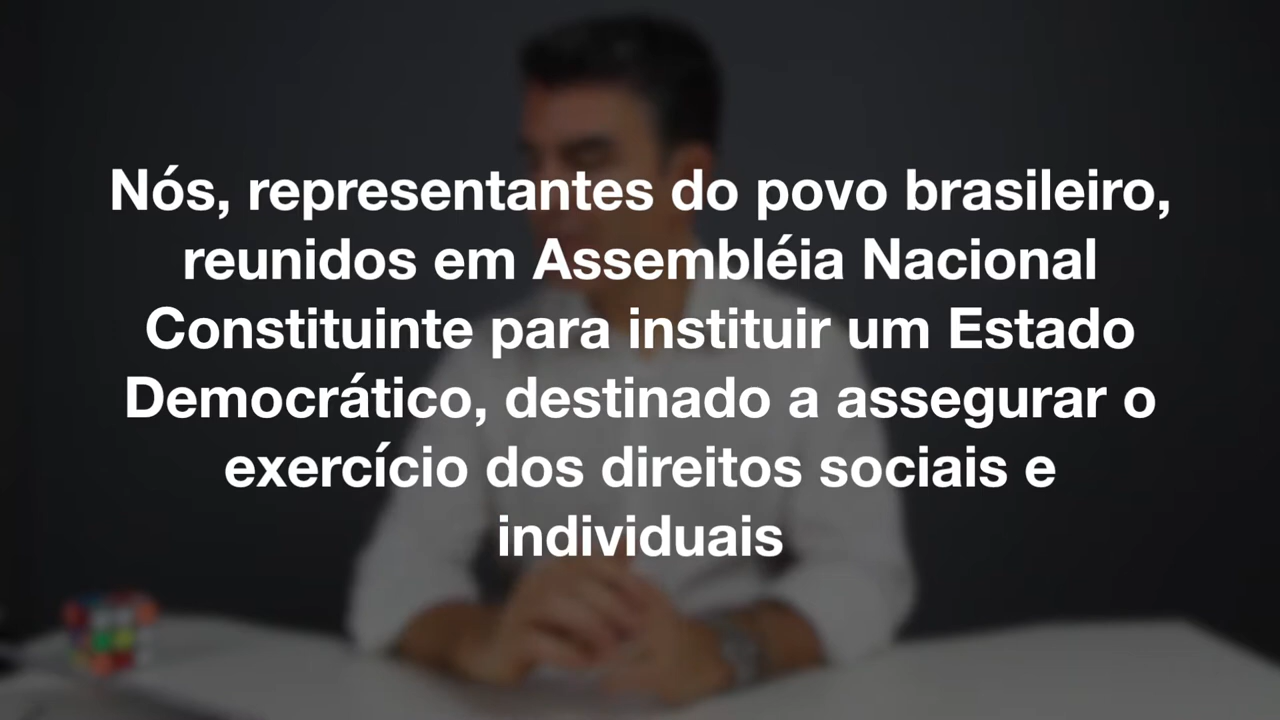 Nós, representantes do povo brasileiro,
reunidos em Assembléia Nacional
Constituinte para instituir um Estado
Democrático, destinado a assegurar o
exercício dos direitos sociais e
individuais